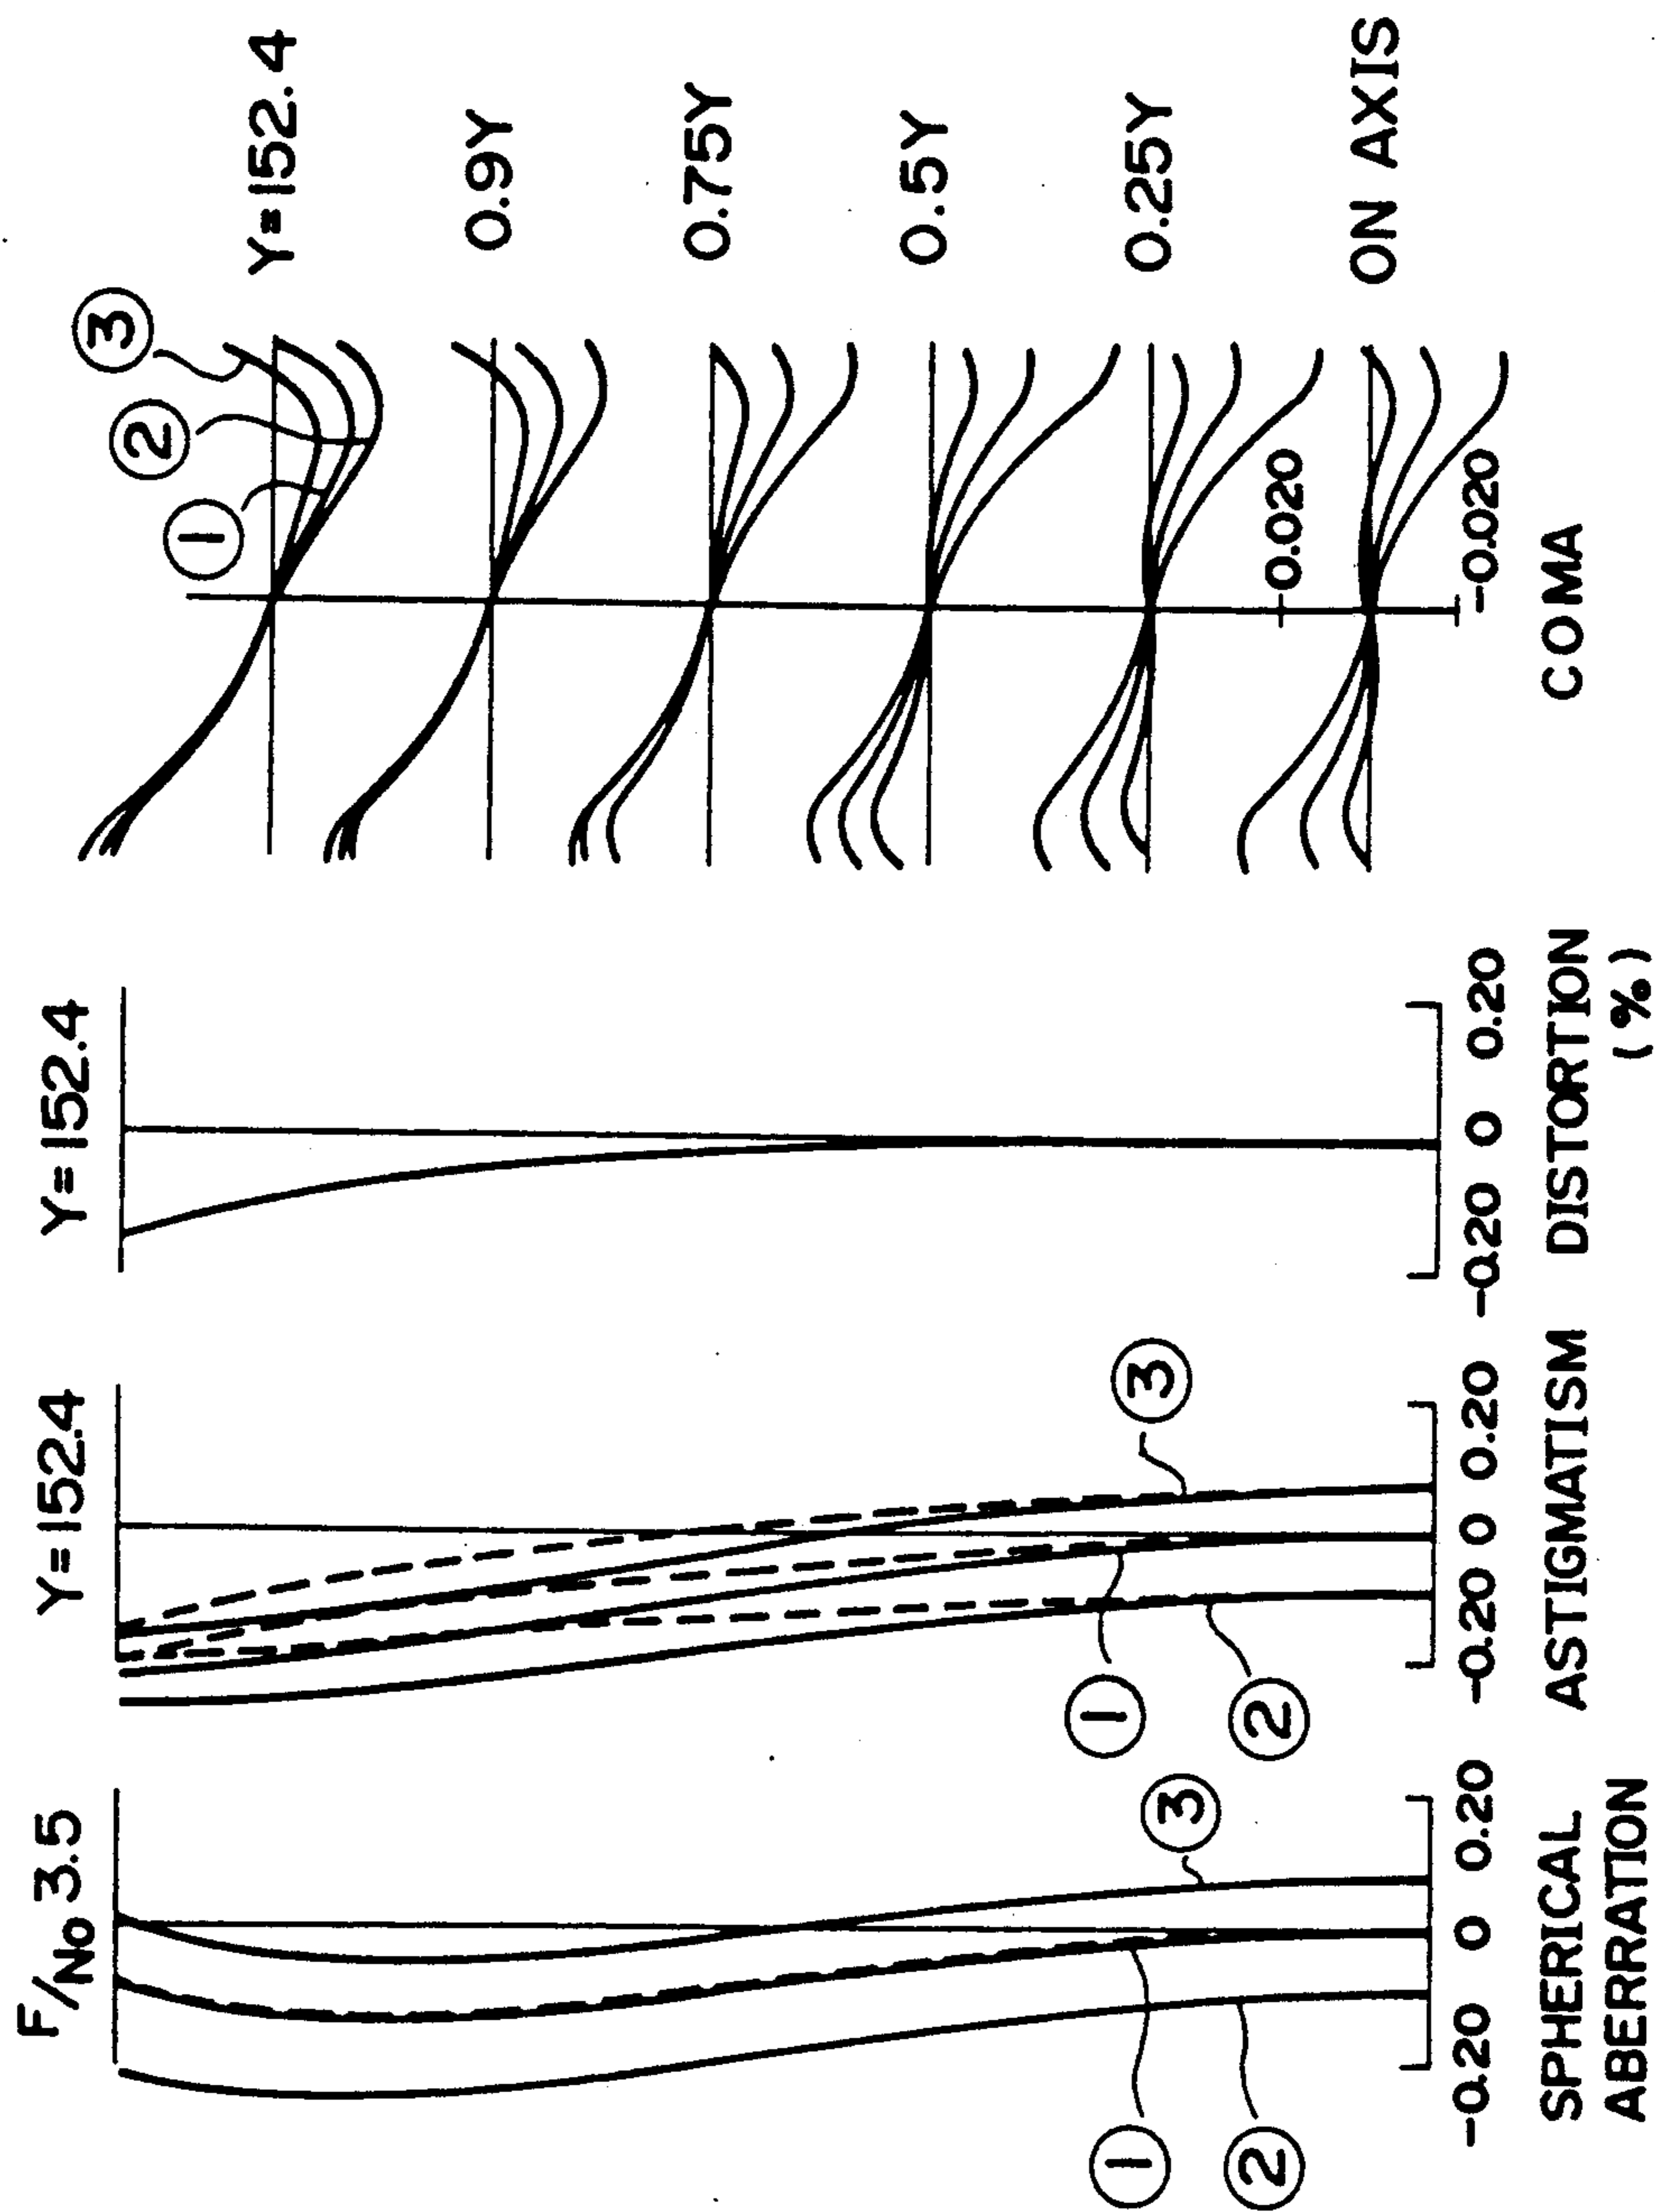 F/No 3.5
③
①
②
-0.20 0 0.20
SPHERICAL
ABERRATION
Y=152.4
③
①
②
-0.20 0 0.20
ASTIGMATISM
Y=152.4
-0.20 0 0.20
DISTORTION
(%)
③
②
①
Y=152.4
0.9Y
0.75Y
0.5Y
0.25Y
0.020
ON AXIS
-0.020
COMA